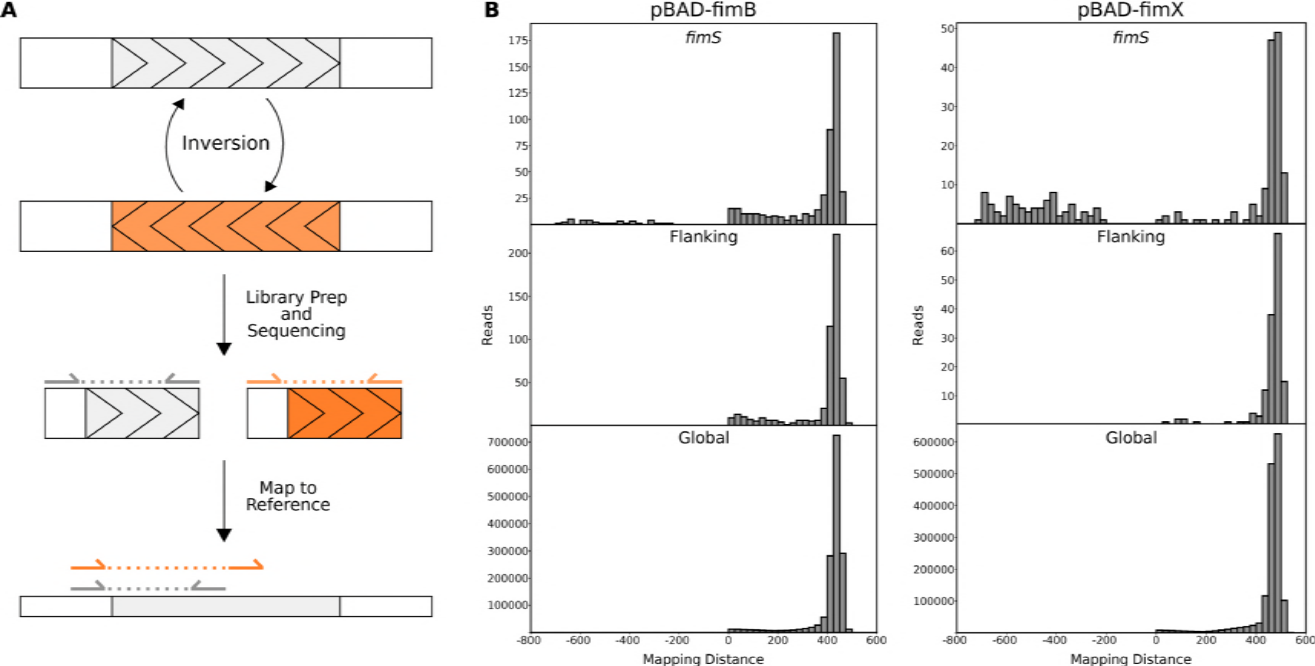 A
Inversion
Library Prep
and
Sequencing
Map to
Reference
B
pBAD-fimB
fimS
175
150
125
100
75
50
25
Flanking
200
150
100
50
Reads
Global
700000
600000
500000
400000
300000
200000
100000
-800 -600 -400 -200 0 200 400 600
Mapping Distance
pBAD-fimX
fimS
50
40
30
20
10
Flanking
60
50
40
30
20
10
Reads
Global
600000
500000
400000
300000
200000
100000
-800 -600 -400 -200 0 200 400 600
Mapping Distance